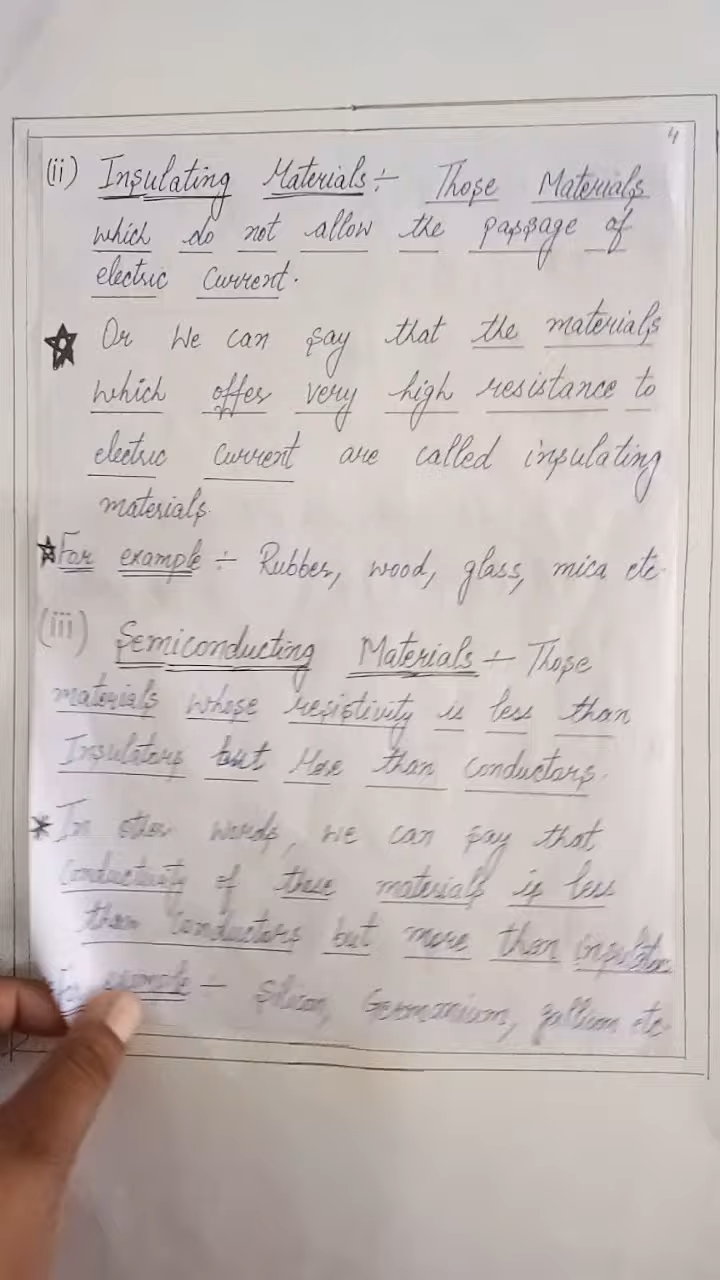 4
(ii) Insulating Materials :- Those Materials
which do not allow the passage of
electric current.
Or We can say that the materials
which offers very high resistance to
electric current are called insulating
materials.
For example :- Rubber, wood, glass, mica etc.
(iii) Semiconducting Materials :- Those
materials whose resistivity is less than
Insulators but More than conductors.
* In other words, we can say that
conductivity of these materials is less
than conductors but more than insulators
For example :- Silicon, Germanium, gallium etc.